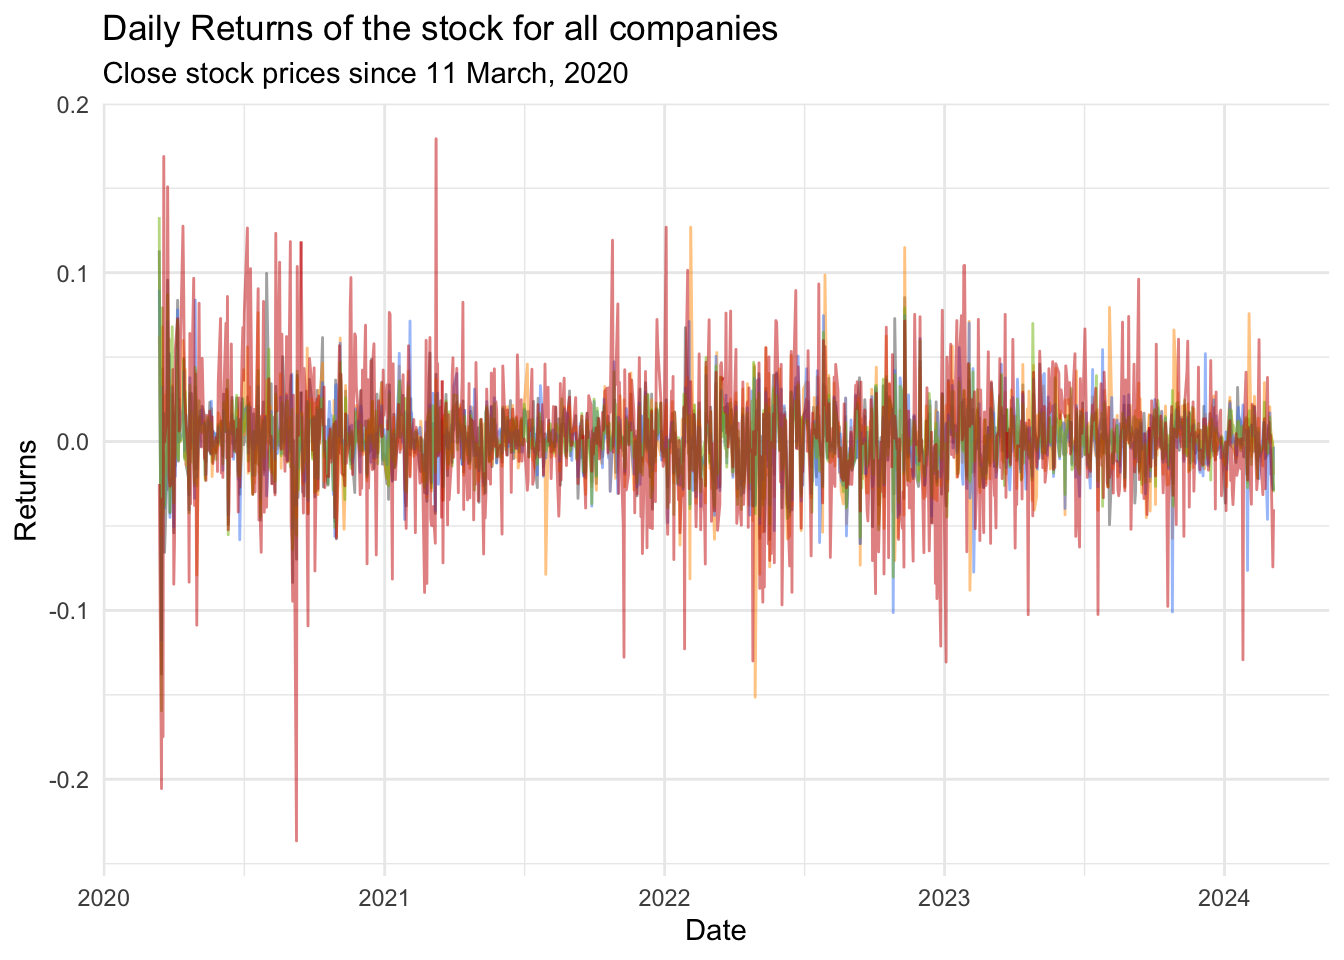 Daily Returns of the stock for all companies
Close stock prices since 11 March, 2020
0.2
0.1
0.0
-0.1
-0.2
Returns
2020
2021
2022
2023
2024
Date